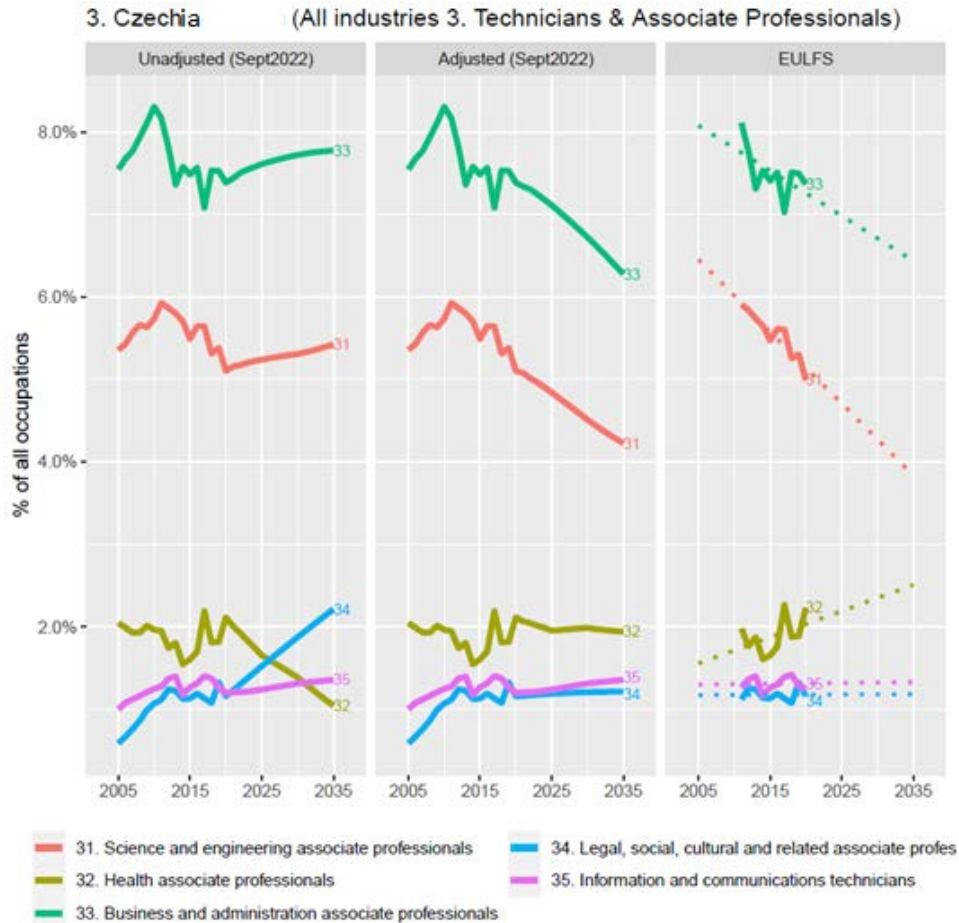 3. Czechia (All industries 3. Technicians & Associate Professionals)
Unadjusted (Sept2022) Adjusted (Sept2022) EULFS
% of all occupations
8.0%
6.0%
4.0%
2.0%
33
31
34
35
32
33
31
32
35
34
33
31
32
35
34
2005 2015 2025 2035 2005 2015 2025 2035 2005 2015 2025 2035
31. Science and engineering associate professionals
32. Health associate professionals
33. Business and administration associate professionals
34. Legal, social, cultural and related associate profes
35. Information and communications technicians